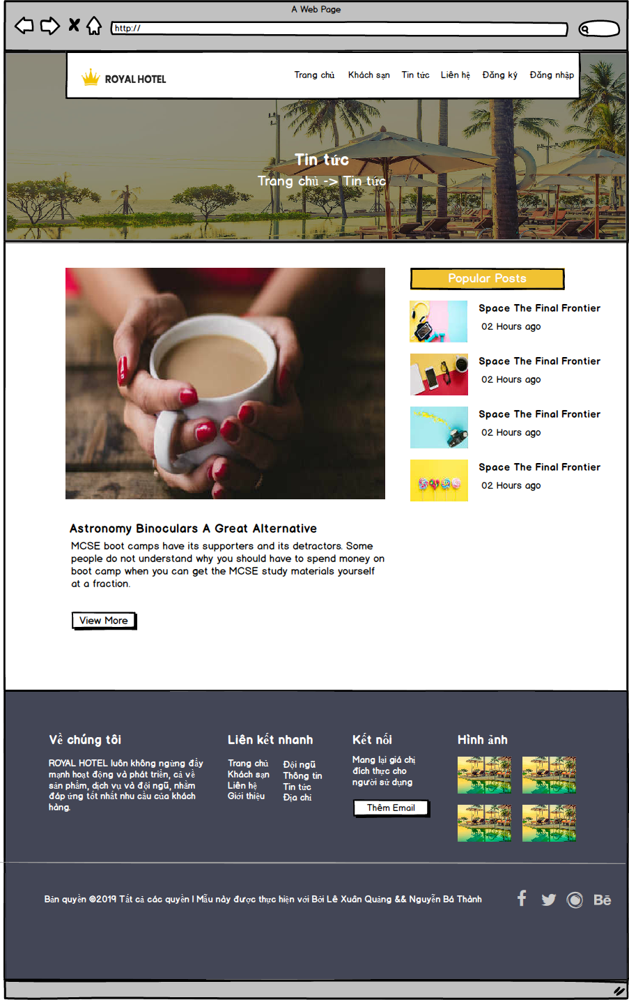 A Web Page
http://
ROYAL HOTEL
Trang chủ Khách sạn Tin tức Liên hệ Đăng ký Đăng nhập
Tin tức
Trang chủ -> Tin tức
Popular Posts
Space The Final Frontier
02 Hours ago
Space The Final Frontier
02 Hours ago
Space The Final Frontier
02 Hours ago
Space The Final Frontier
02 Hours ago
Astronomy Binoculars A Great Alternative
MCSE boot camps have its supporters and its detractors. Some
people do not understand why you should have to spend money on
boot camp when you can get the MCSE study materials yourself
at a fraction.
View More
Về chúng tôi
ROYAL HOTEL luôn không ngừng đẩy
mạnh hoạt động và phát triển, cả về
sản phẩm, dịch vụ và đội ngũ, nhằm
đáp ứng tốt nhất nhu cầu của khách
hàng.
Liên kết nhanh
Trang chủ
Khách sạn
Liên hệ
Giới thiệu
Đội ngũ
Thông tin
Tin tức
Địa chỉ
Kết nối
Mang lại giá chị
đích thực cho
người sử dụng
Thêm Email
Hình ảnh
Bản quyền ©2019 Tất cả các quyền | Mẫu này được thực hiện với Bởi Lê Xuân Quảng && Nguyễn Bá Thành
Bē